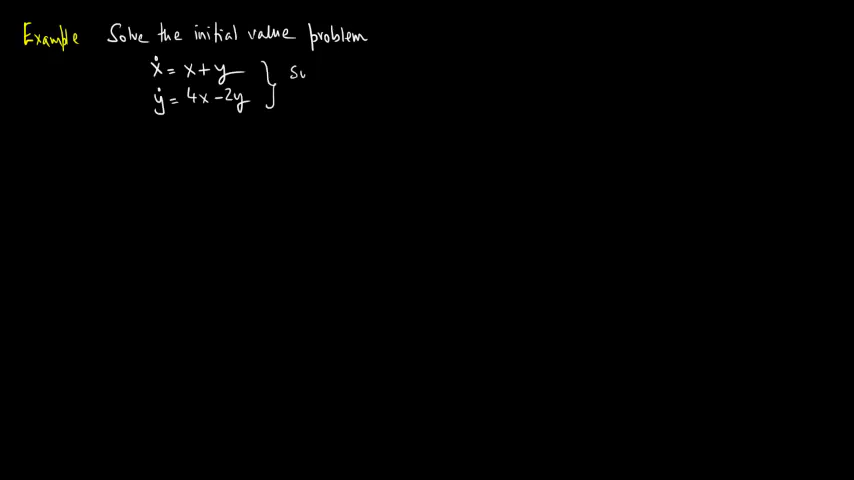 Example Solve the initial value problem
ẋ = x + y
ẏ = 4x - 2y